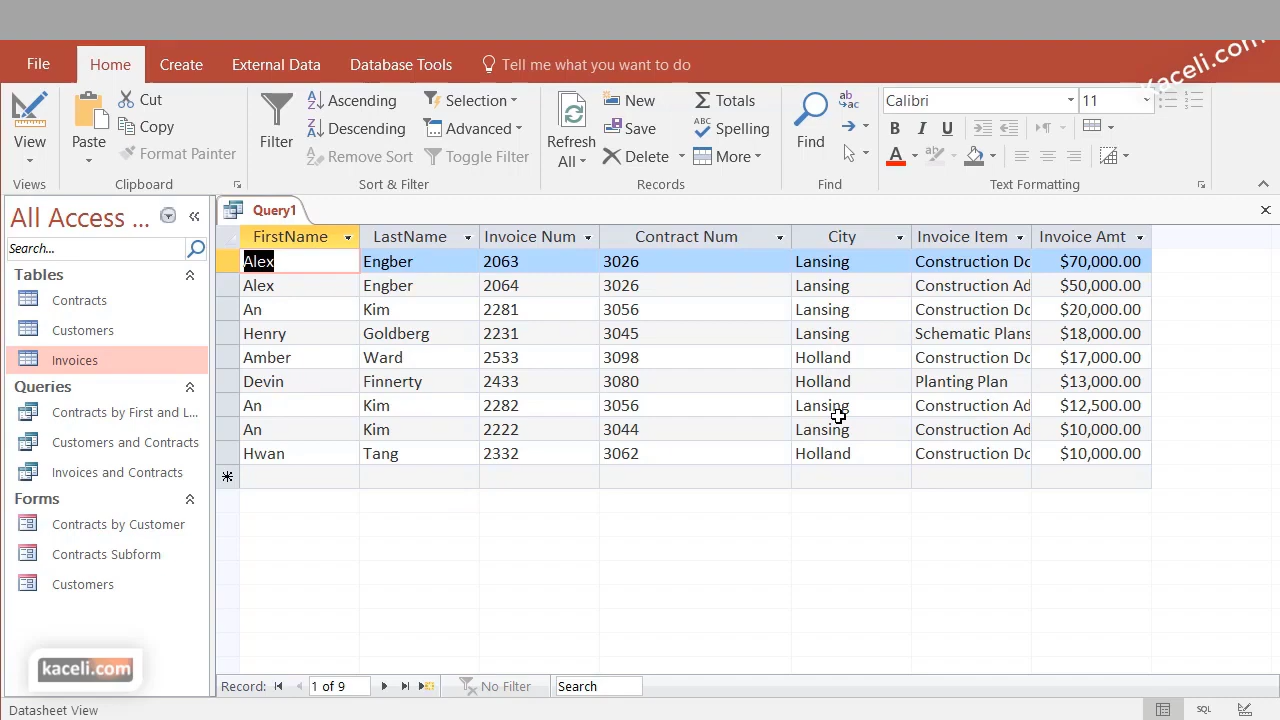 kaceli.com
File Home Create External Data Database Tools Tell me what you want to do
View
Views
Paste
Cut
Copy
Format Painter
Clipboard
Filter
Ascending
Descending
Remove Sort
Selection
Advanced
Toggle Filter
Sort & Filter
Refresh
All
New
Save
Delete
Totals
Spelling
More
Records
Find
ab
ac
Find
Calibri 11
B I U
A ab
Text Formatting
All Access ...
Search...
Tables
Contracts
Customers
Invoices
Queries
Contracts by First and L...
Customers and Contracts
Invoices and Contracts
Forms
Contracts by Customer
Contracts Subform
Customers
kaceli.com
Query1
FirstName LastName Invoice Num Contract Num City Invoice Item Invoice Amt
Alex Engber 2063 3026 Lansing Construction Do $70,000.00
Alex Engber 2064 3026 Lansing Construction Ad $50,000.00
An Kim 2281 3056 Lansing Construction Do $20,000.00
Henry Goldberg 2231 3045 Lansing Schematic Plans $18,000.00
Amber Ward 2533 3098 Holland Construction Do $17,000.00
Devin Finnerty 2433 3080 Holland Planting Plan $13,000.00
An Kim 2282 3056 Lansing Construction Ad $12,500.00
An Kim 2222 3044 Lansing Construction Ad $10,000.00
Hwan Tang 2332 3062 Holland Construction Do $10,000.00
Record: 1 of 9 No Filter Search
Datasheet View SQL